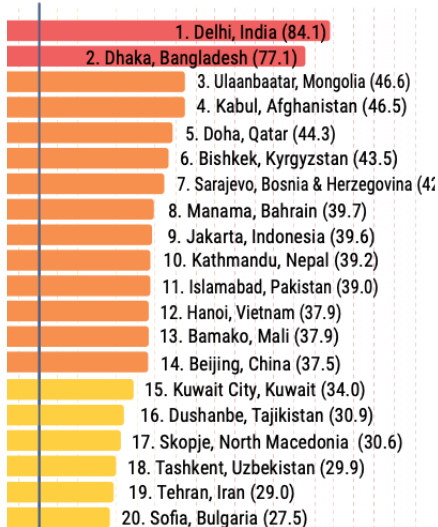 1. Delhi, India (84.1)
2. Dhaka, Bangladesh (77.1)
3. Ulaanbaatar, Mongolia (46.6)
4. Kabul, Afghanistan (46.5)
5. Doha, Qatar (44.3)
6. Bishkek, Kyrgyzstan (43.5)
7. Sarajevo, Bosnia & Herzegovina
8. Manama, Bahrain (39.7)
9. Jakarta, Indonesia (39.6)
10. Kathmandu, Nepal (39.2)
11. Islamabad, Pakistan (39.0)
12. Hanoi, Vietnam (37.9)
13. Bamako, Mali (37.9)
14. Beijing, China (37.5)
15. Kuwait City, Kuwait (34.0)
16. Dushanbe, Tajikistan (30.9)
17. Skopje, North Macedonia (30.6)
18. Tashkent, Uzbekistan (29.9)
19. Tehran, Iran (29.0)
20. Sofia, Bulgaria (27.5)